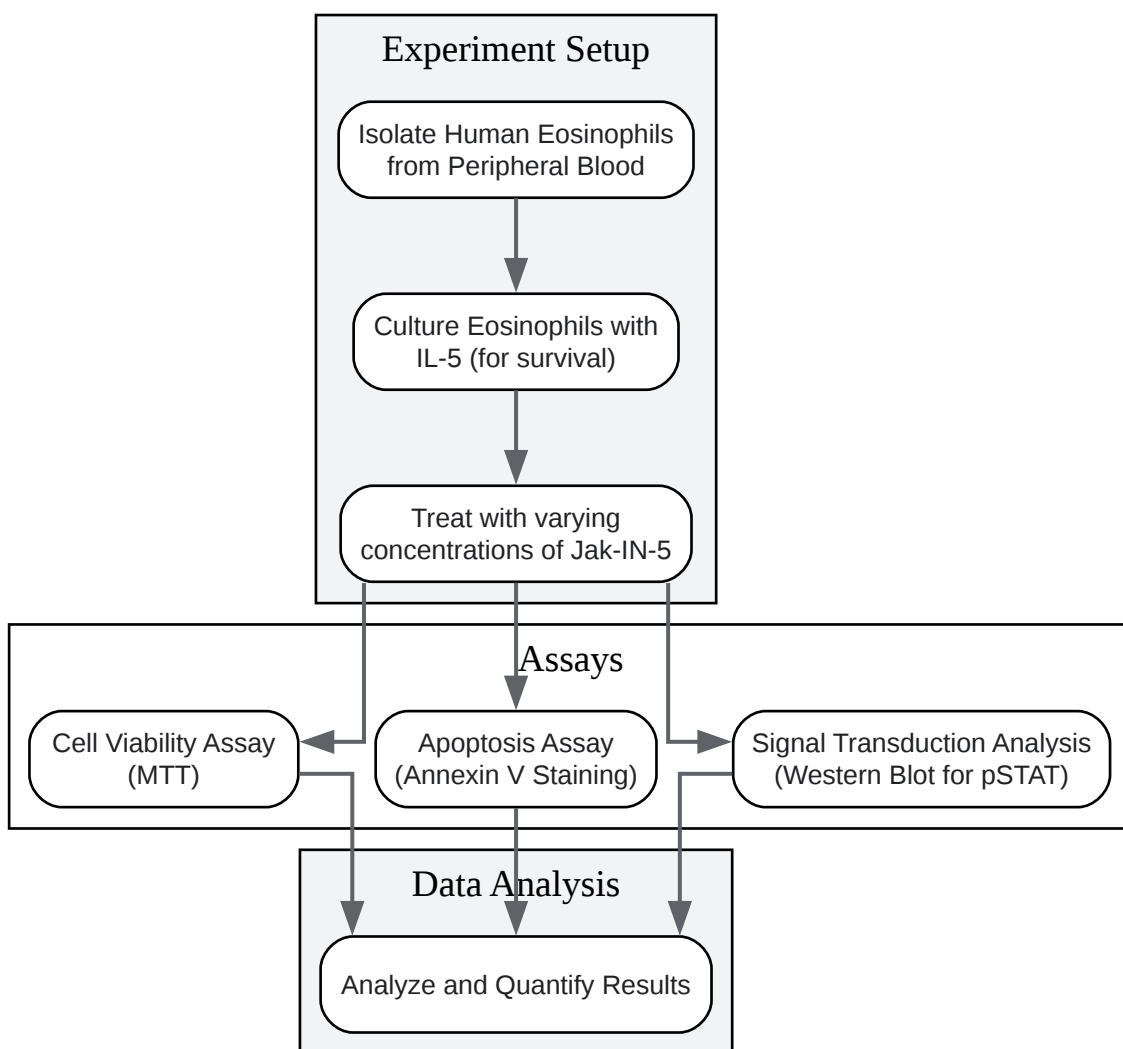 Experiment Setup
Isolate Human Eosinophils
from Peripheral Blood
Culture Eosinophils with
IL-5 (for survival)
Treat with varying
concentrations of Jak-IN-5
Assays
Cell Viability Assay
(MTT)
Apoptosis Assay
(Annexin V Staining)
Signal Transduction Analysis
(Western Blot for pSTAT)
Data Analysis
Analyze and Quantify Results